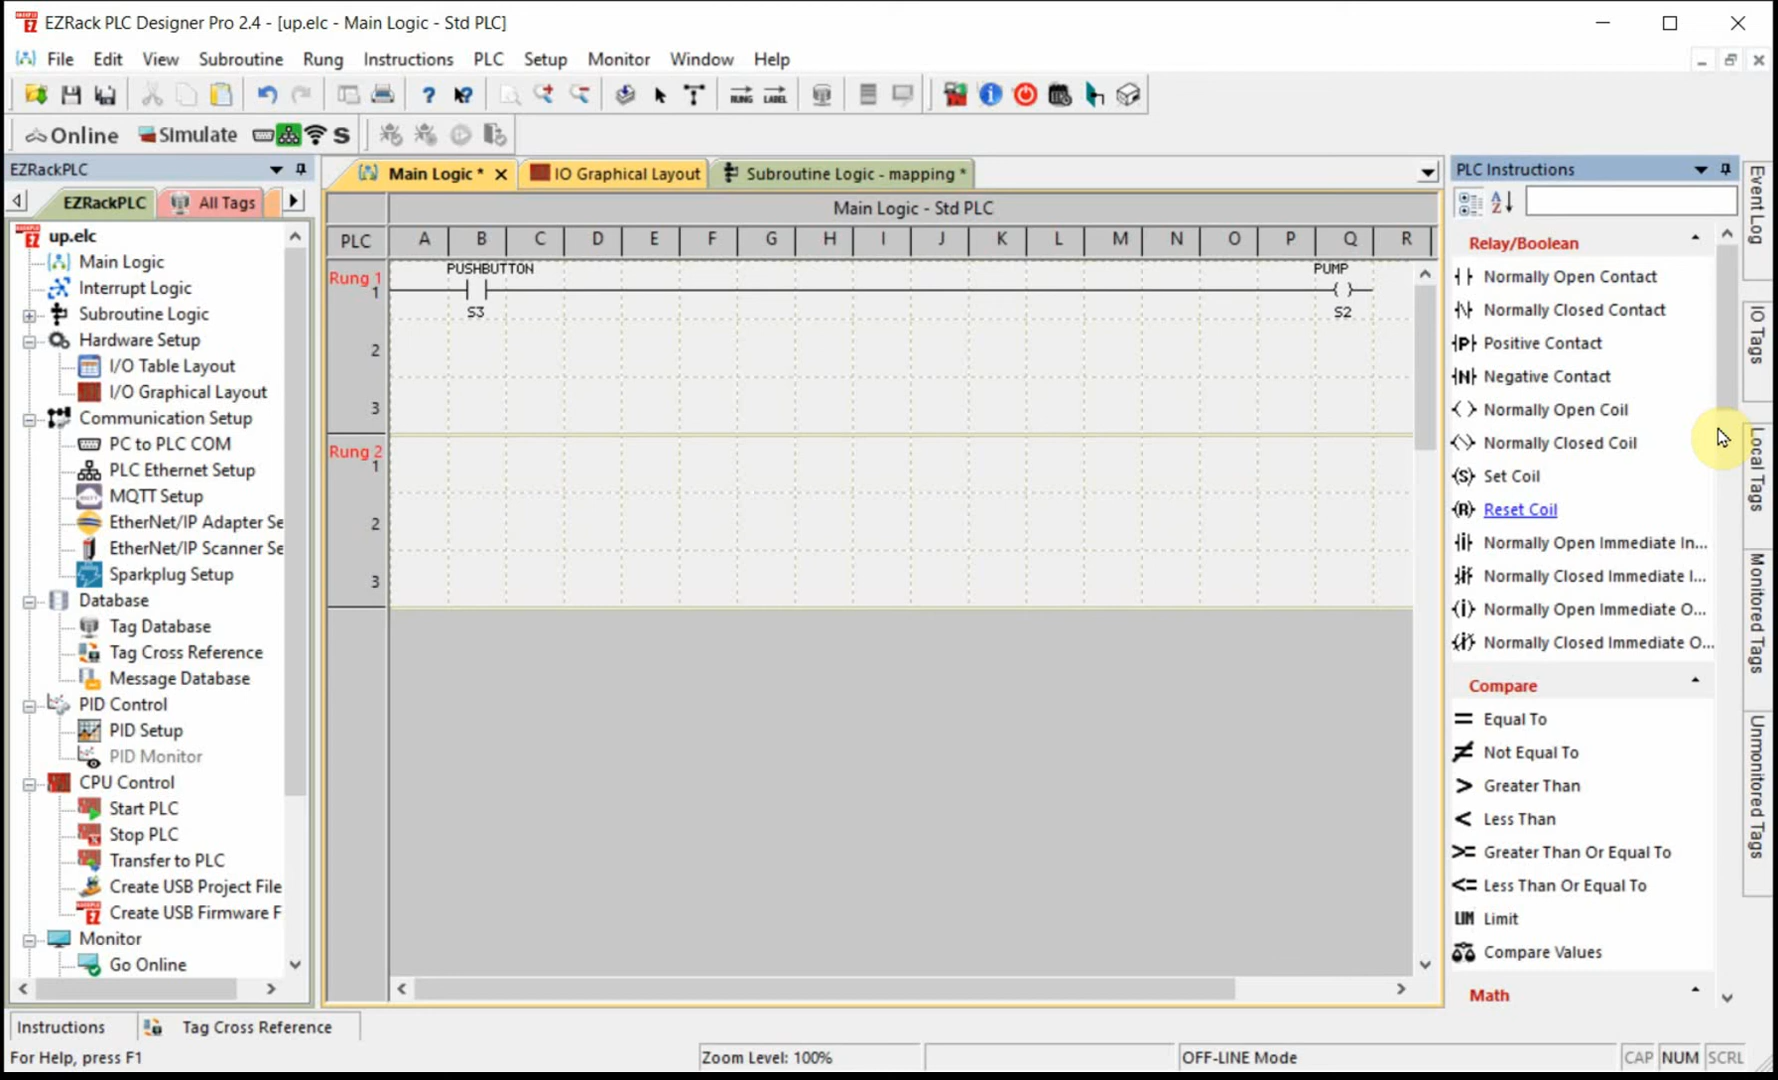 EZRack PLC Designer Pro 2.4 - [up.elc - Main Logic - Std PLC]
File Edit View Subroutine Rung Instructions PLC Setup Monitor Window Help
RUNG LABEL
Online Simulate S
EZRackPLC
EZRackPLC All Tags
up.elc
Main Logic
Interrupt Logic
Subroutine Logic
Hardware Setup
I/O Table Layout
I/O Graphical Layout
Communication Setup
PC to PLC COM
PLC Ethernet Setup
MQTT Setup
EtherNet/IP Adapter Se
EtherNet/IP Scanner Se
Sparkplug Setup
Database
Tag Database
Tag Cross Reference
Message Database
PID Control
PID Setup
PID Monitor
CPU Control
Start PLC
Stop PLC
Transfer to PLC
Create USB Project File
Create USB Firmware F
Monitor
Go Online
Main Logic * IO Graphical Layout Subroutine Logic - mapping *
Main Logic - Std PLC
PLC A B C D E F G H I J K L M N O P Q R
Rung 1 PUSHBUTTON PUMP
1
S3 S2
2
3
Rung 2
1
2
3
PLC Instructions
Relay/Boolean
Normally Open Contact
Normally Closed Contact
P Positive Contact
N Negative Contact
Normally Open Coil
Normally Closed Coil
(S) Set Coil
(R) Reset Coil
Normally Open Immediate In...
Normally Closed Immediate I...
Normally Open Immediate O...
Normally Closed Immediate O...
Compare
= Equal To
≠ Not Equal To
> Greater Than
< Less Than
>= Greater Than Or Equal To
<= Less Than Or Equal To
LIM Limit
Compare Values
Math
Event Log
IO Tags
Local Tags
Monitored Tags
Unmonitored Tags
Instructions Tag Cross Reference
For Help, press F1 Zoom Level: 100% OFF-LINE Mode CAP NUM SCRL